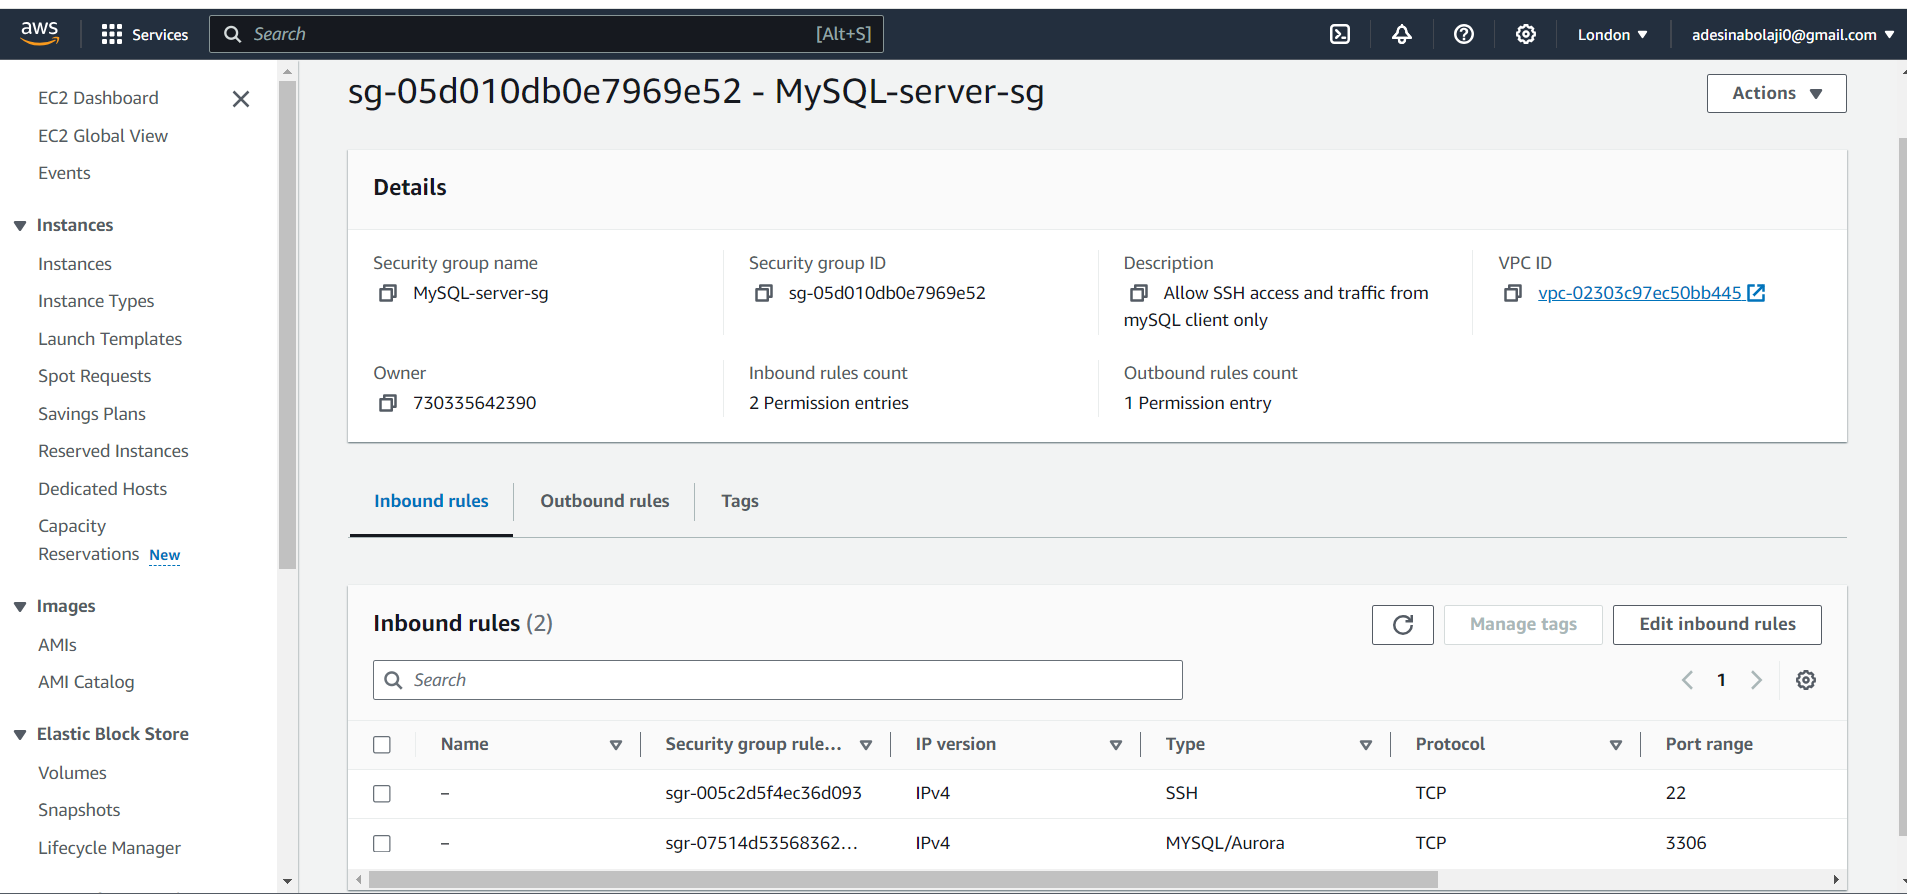 aws
Services
Search
[Alt+S]
London
adesinabolaji0@gmail.com
EC2 Dashboard
EC2 Global View
Events
Instances
Instances
Instance Types
Launch Templates
Spot Requests
Savings Plans
Reserved Instances
Dedicated Hosts
Capacity
Reservations New
Images
AMIs
AMI Catalog
Elastic Block Store
Volumes
Snapshots
Lifecycle Manager
sg-05d010db0e7969e52 - MySQL-server-sg
Actions
Details
Security group name
MySQL-server-sg
Security group ID
sg-05d010db0e7969e52
Description
Allow SSH access and traffic from
mySQL client only
VPC ID
vpc-02303c97ec50bb445
Owner
730335642390
Inbound rules count
2 Permission entries
Outbound rules count
1 Permission entry
Inbound rules
Outbound rules
Tags
Inbound rules (2)
Manage tags
Edit inbound rules
Search
1
Name
Security group rule...
IP version
Type
Protocol
Port range
– sgr-005c2d5f4ec36d093 IPv4 SSH TCP 22
– sgr-07514d53568362... IPv4 MYSQL/Aurora TCP 3306